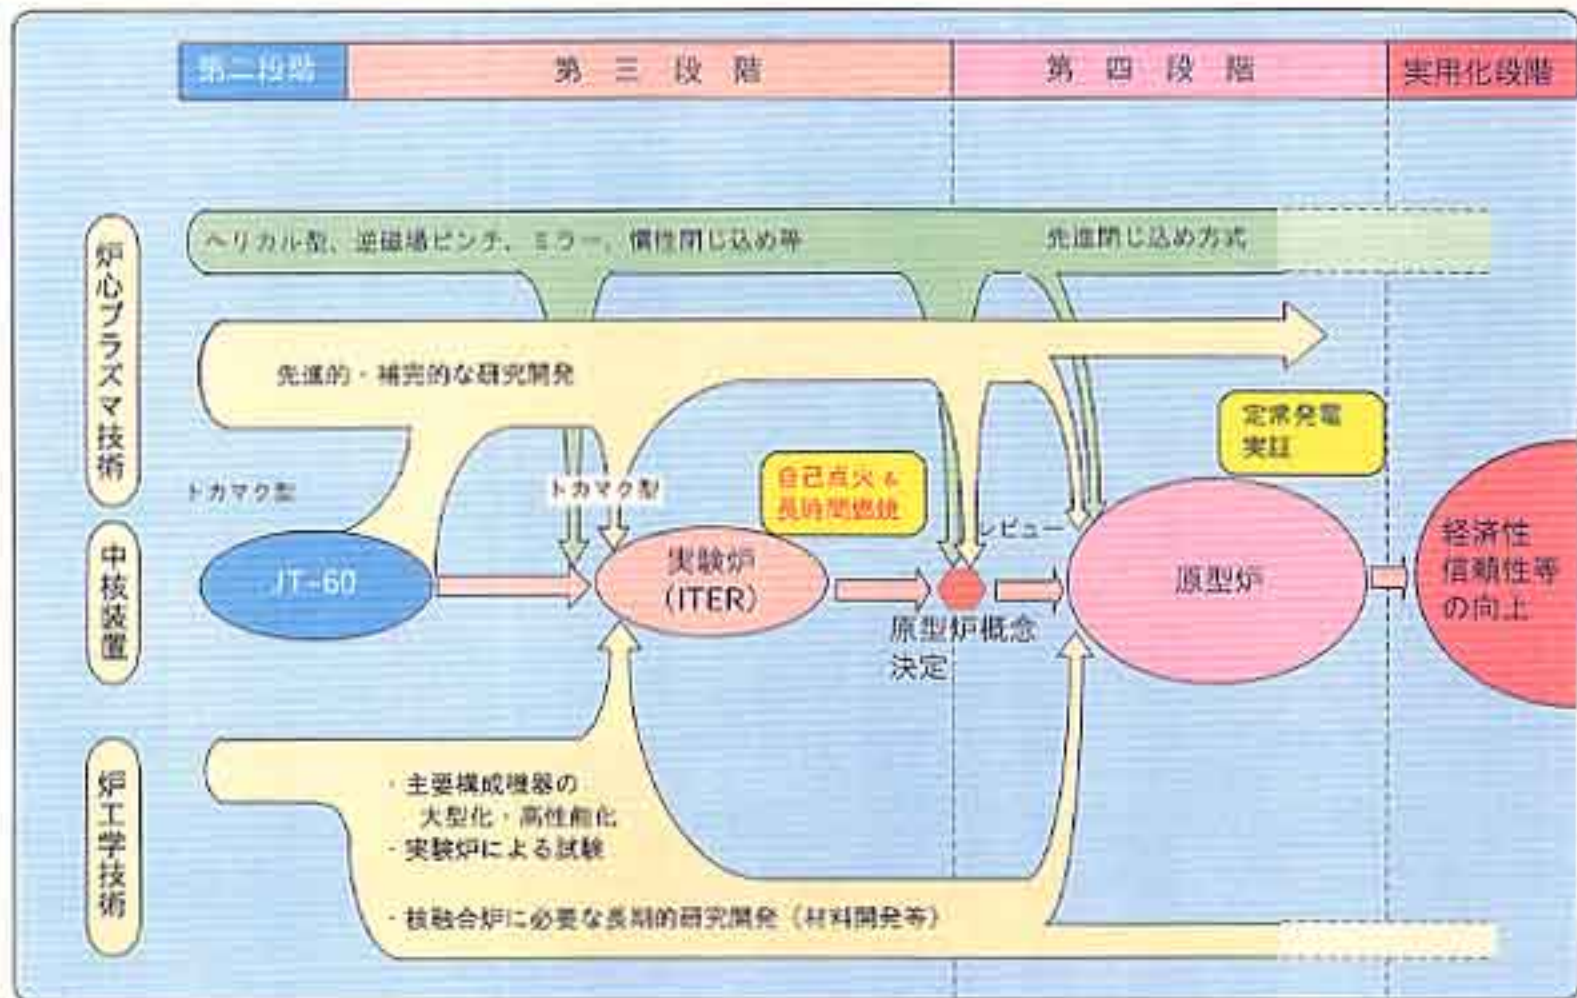 第二段階
第三段階
第四段階
実用化段階
炉心プラズマ技術
ヘリカル型、逆磁場ピンチ、ミラー、慣性閉じ込め等
先進閉じ込め方式
先進的・補完的な研究開発
トカマク型
トカマク型
自己点火&
長時間燃焼
定常発電
実証
中核装置
JT-60
実験炉
(ITER)
レビュー
原型炉概念
決定
原型炉
経済性
信頼性等
の向上
炉工学技術
・主要構成機器の
大型化・高性能化
・実験炉による試験
・核融合炉に必要な長期的研究開発（材料開発等）